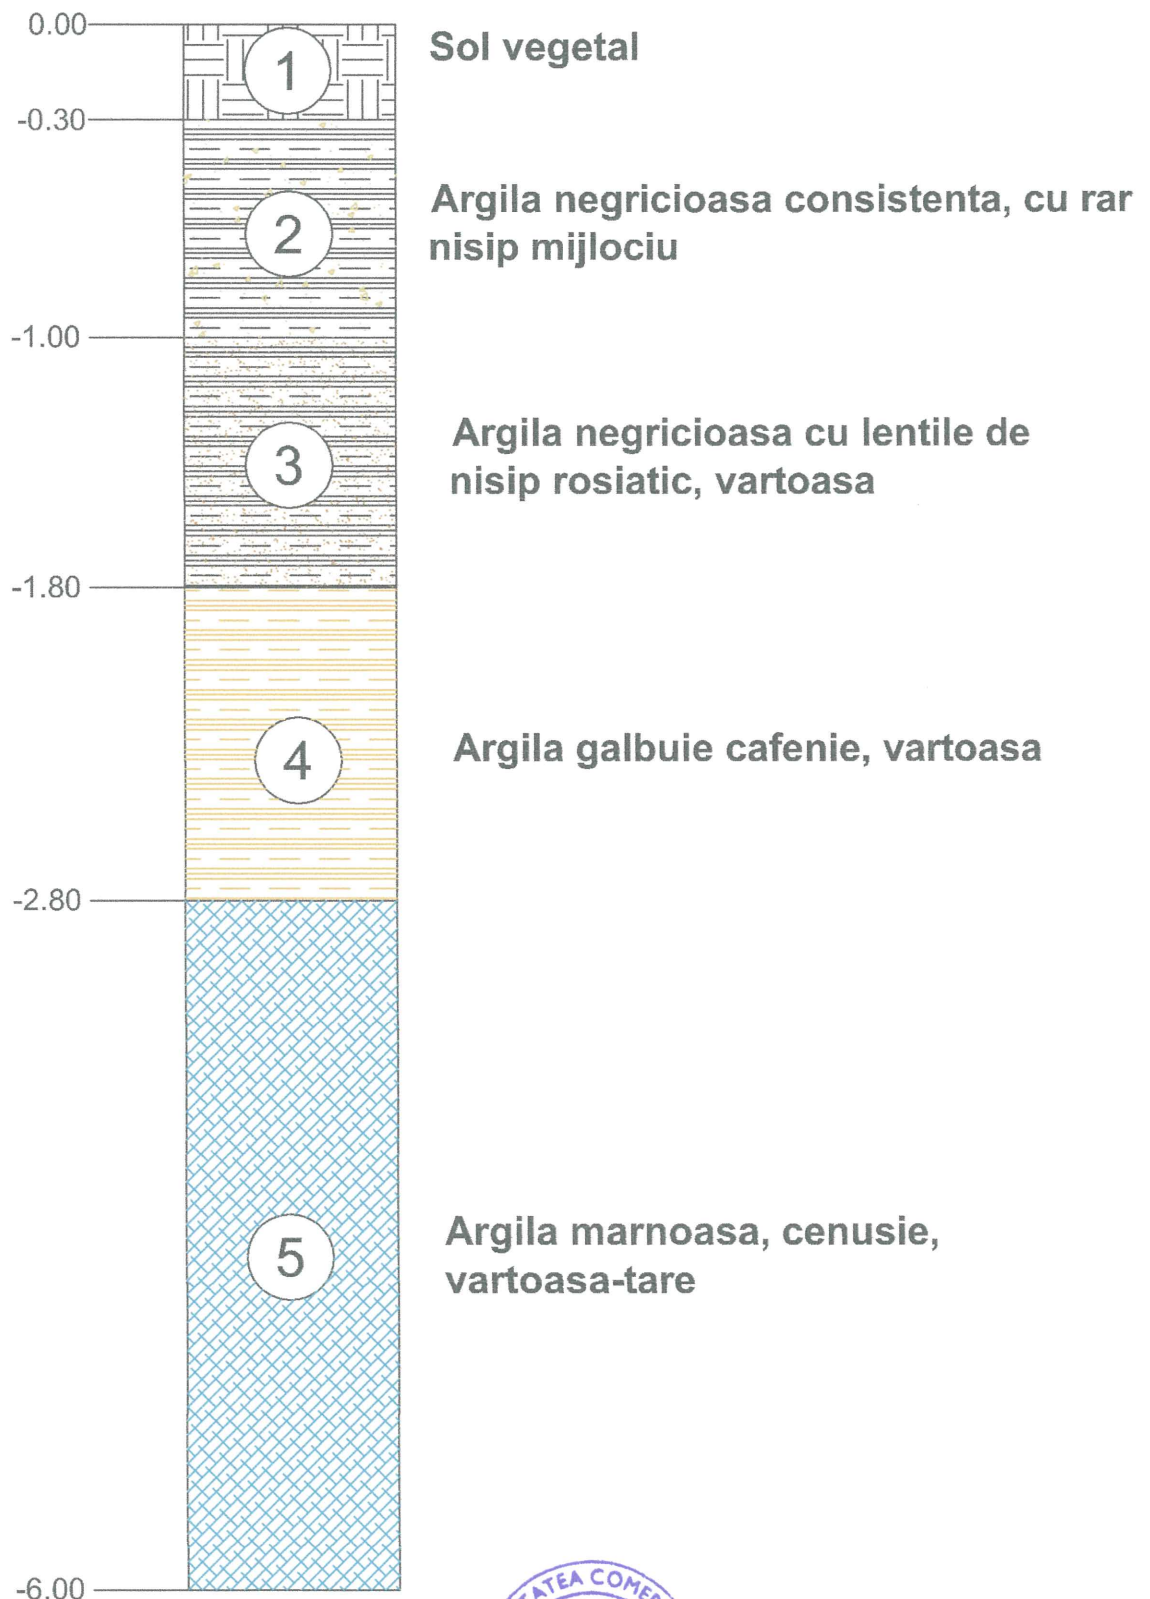 0.00
Sol vegetal
1
-0.30
Argila negricioasa consistenta, cu rar
nisip mijlociu
2
-1.00
Argila negricioasa cu lentile de
nisip rosiatic, vartoasa
3
-1.80
Argila galbuie cafenie, vartoasa
4
-2.80
Argila marnoasa, cenusie,
vartoasa-tare
5
-6.00